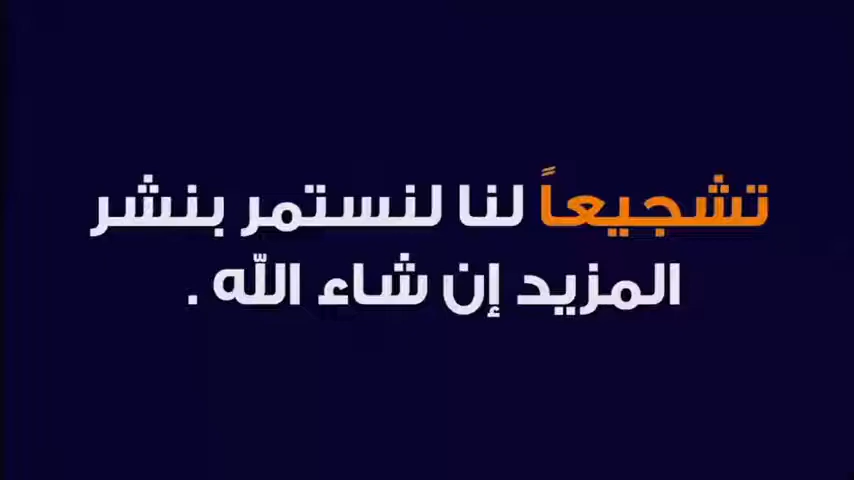 تشجيعاً لنا لنستمر بنشر
المزيد إن شاء الله .